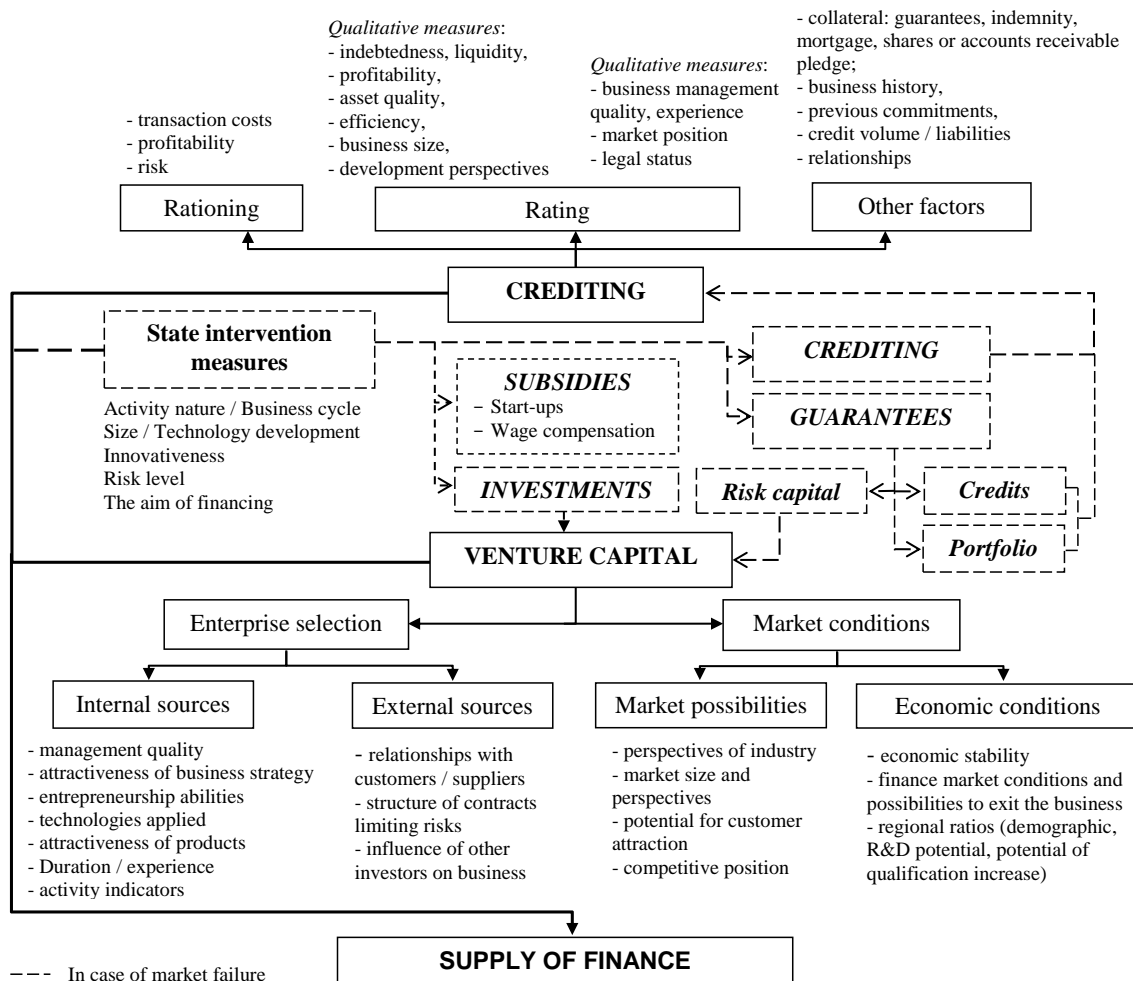 - transaction costs
- profitability
- risk
Rationing
Qualitative measures:
- indebtedness, liquidity,
- profitability,
- asset quality,
- efficiency,
- business size,
- development perspectives
Qualitative measures:
- business management
quality, experience
- market position
- legal status
Rating
- collateral: guarantees, indemnity,
mortgage, shares or accounts receivable
pledge;
- business history,
- previous commitments,
- credit volume / liabilities
- relationships
Other factors
CREDITING
State intervention
measures
Activity nature / Business cycle
Size / Technology development
Innovativeness
Risk level
The aim of financing
SUBSIDIES
– Start-ups
– Wage compensation
INVESTMENTS
CREDITING
GUARANTEES
Risk capital
Credits
Portfolio
VENTURE CAPITAL
Enterprise selection
Market conditions
Internal sources
- management quality
- attractiveness of business strategy
- entrepreneurship abilities
- technologies applied
- attractiveness of products
- Duration / experience
- activity indicators
External sources
- relationships with
customers / suppliers
- structure of contracts
limiting risks
- influence of other
investors on business
Market possibilities
- perspectives of industry
- market size and
perspectives
- potential for customer
attraction
- competitive position
Economic conditions
- economic stability
- finance market conditions and
possibilities to exit the business
- regional ratios (demographic,
R&D potential, potential of
qualification increase)
SUPPLY OF FINANCE
In case of market failure